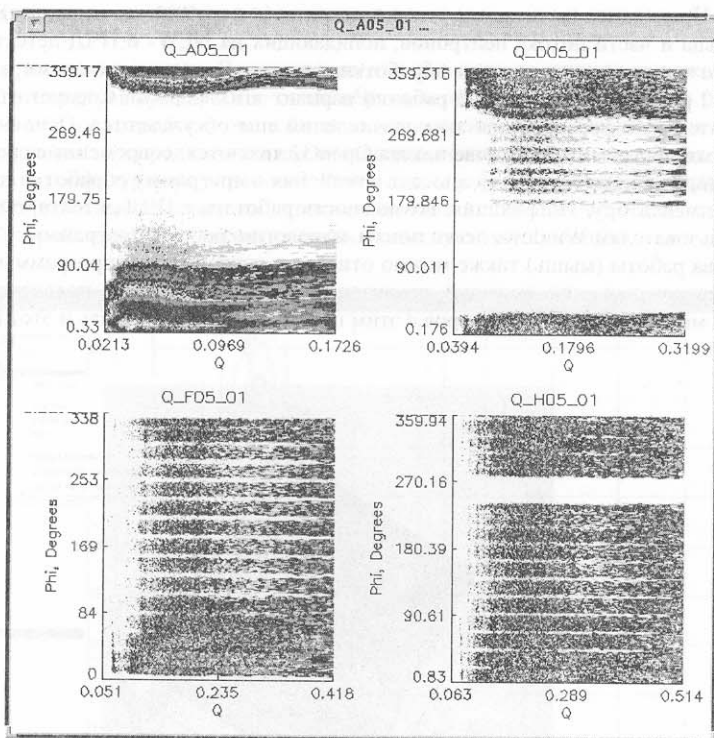 Q_A05_01 ...
Q_A05_01
359.17
269.46
179.75
90.04
0.33
Phi, Degrees
0.0213
0.0969
0.1726
Q
Q_D05_01
359.516
269.681
179.846
90.011
0.176
Phi, Degrees
0.0394
0.1796
0.3199
Q
Q_F05_01
338
253
169
84
0
Phi, Degrees
0.051
0.235
0.418
Q
Q_H05_01
359.94
270.16
180.39
90.61
0.83
Phi, Degrees
0.063
0.289
0.514
Q